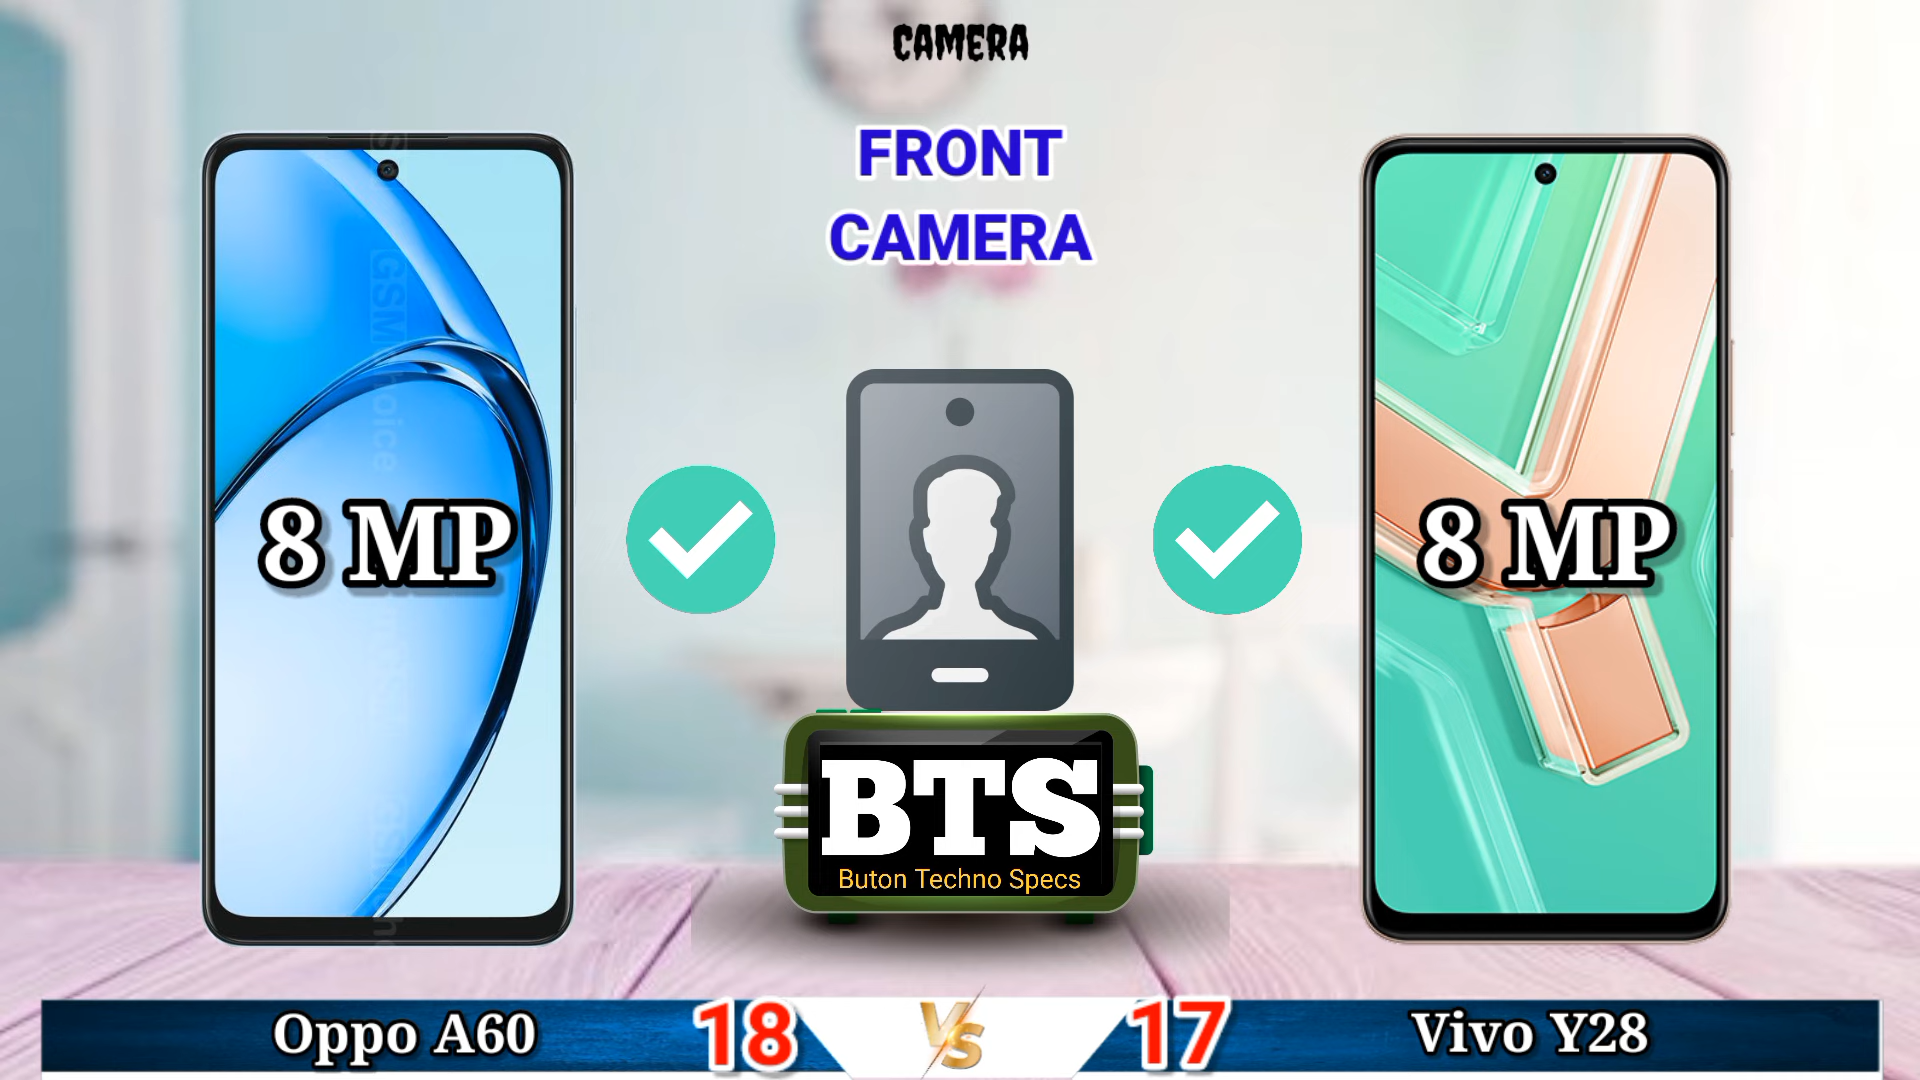 CAMERA
FRONT
CAMERA
8 MP
8 MP
BTS
Buton Techno Specs
Oppo A60
18
VS
17
Vivo Y28